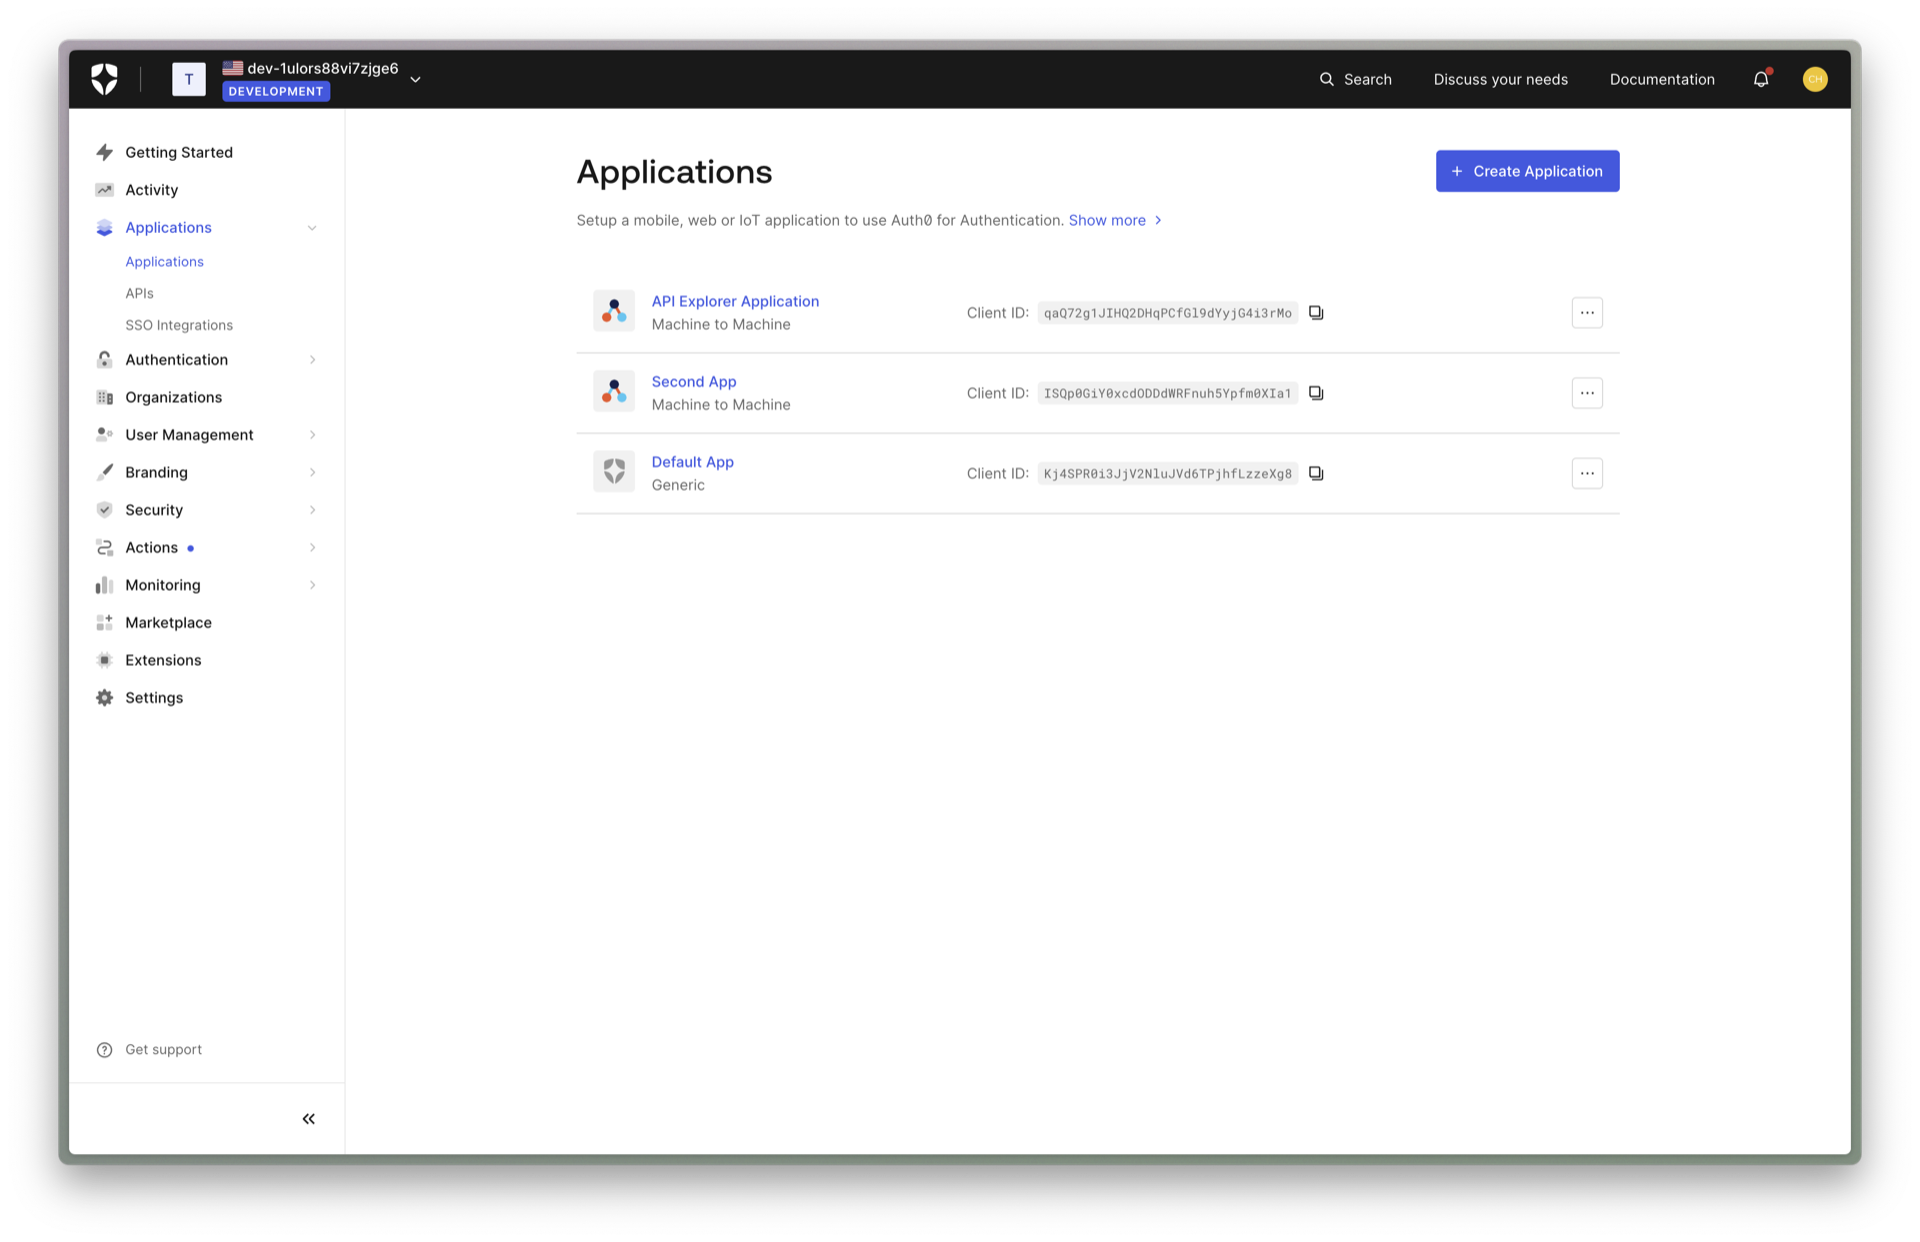 T
dev-1ulors88vi7zjge6
DEVELOPMENT
Search
Discuss your needs
Documentation
CH
Getting Started
Activity
Applications
Applications
APIs
SSO Integrations
Authentication
Organizations
User Management
Branding
Security
Actions
Monitoring
Marketplace
Extensions
Settings
Get support
Applications
+ Create Application
Setup a mobile, web or IoT application to use Auth0 for Authentication. Show more
API Explorer Application
Machine to Machine
Client ID: qaQ72g1JIHQ2DHqPCfGl9dYyjG4i3rMo
Second App
Machine to Machine
Client ID: ISQp0GiY0xcdODDdWRFnuh5Ypfm0XIa1
Default App
Generic
Client ID: Kj4SPR0i3JjV2NluJVd6TPjhfLzzeXg8